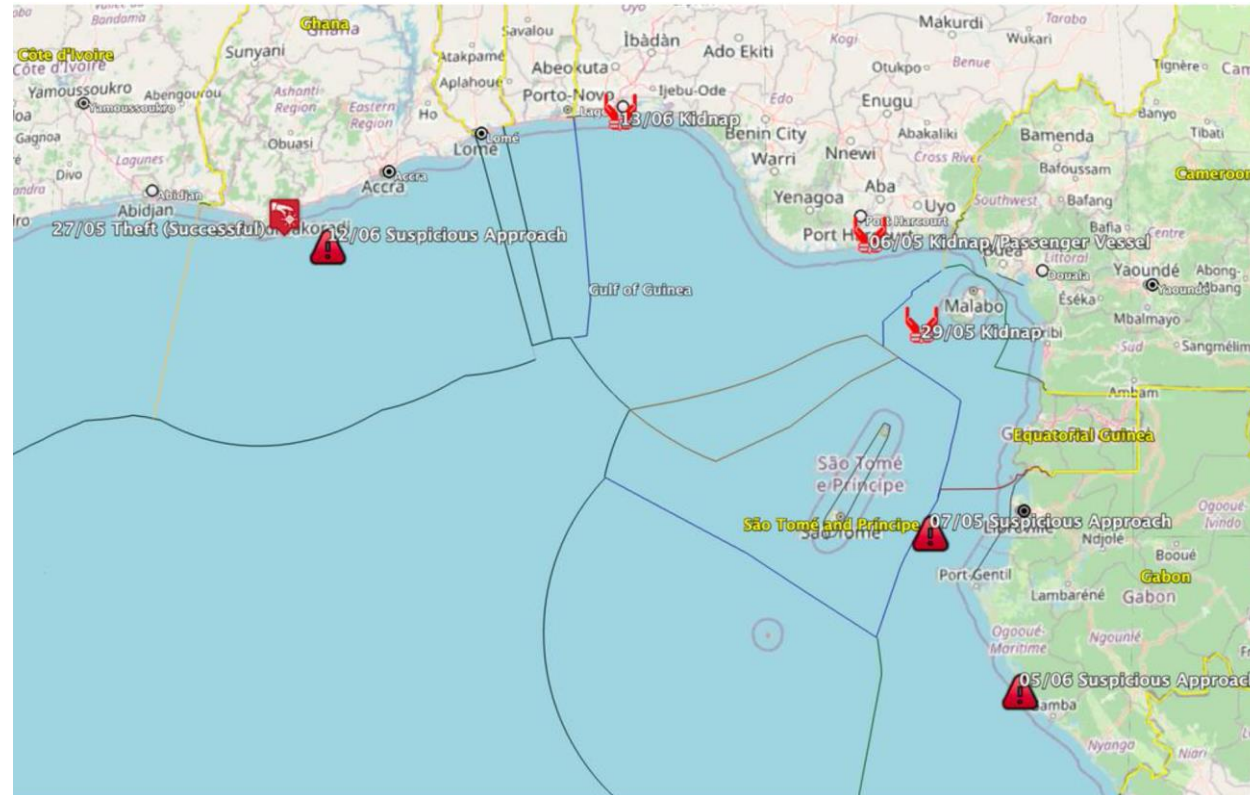 Bandama
Ghana
Ghana
Savalou
Oyo
Makurdi
Taraba
Côte d'Ivoire
Côte d'Ivoire
Sunyani
Atakpamé
Ìbàdàn
Ado Ekiti
Kogi
Wukari
Yamoussoukro
Yamoussoukro
Abengourou
Ashanti
Region
Eastern
Region
Aplahoué
Abeokuta
Ijebu-Ode
Otukpo
Benue
Tignère
Gagnoa
Obuasi
Ho
Porto-Novo
13/06 Kidnap
Edo
Enugu
Banyo
Divo
Lagunes
Lomé
Lomé
Benin City
Abakaliki
Bamenda
Tibati
Abidjan
Abidjan
Accra
Accra
Warri
Nnewi
Cross River
Bafoussam
Cameroon
Yenagoa
Aba
Uyo
Southwest
Bafang
27/05 Theft (Successful)
12/06 Suspicious Approach
Port Harcourt
06/05 Kidnap/Passenger Vessel
Bafia
Centre
Buea
Littoral
Douala
Yaoundé
Yaoundé
Abong-
Mbang
Gulf of Guinea
Malabo
Éséka
Mbalmayo
29/05 Kidnap
Sud
Ambam
Equatorial Guinea
São Tomé
e Príncipe
São Tomé and Príncipe
São Tomé
07/05 Suspicious Approach
Libreville
Ndjolé
Ogooué-
Ivindo
Booué
Port-Gentil
Lambaréné
Gabon
Gabon
Ogooué-
Maritime
Ngounié
05/06 Suspicious Approach
Nyanga
Niari